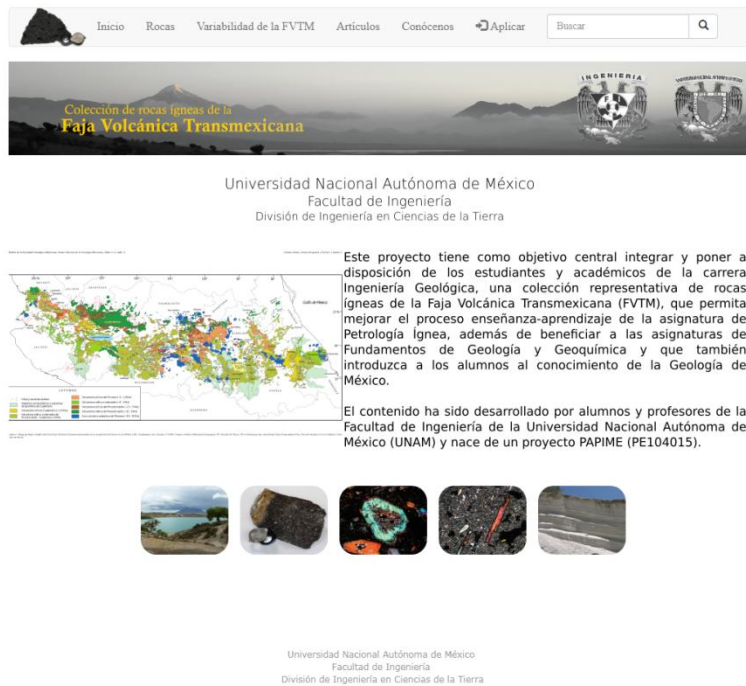 Inicio Rocas Variabilidad de la FVTM Artículos Conócenos Aplicar Buscar
Colección de rocas ígneas de la
Faja Volcánica Transmexicana
INGENIERIA
Universidad Nacional Autónoma de México
Facultad de Ingeniería
División de Ingeniería en Ciencias de la Tierra
Este proyecto tiene como objetivo central integrar y poner a
disposición de los estudiantes y académicos de la carrera
Ingeniería Geológica, una colección representativa de rocas
ígneas de la Faja Volcánica Transmexicana (FVTM), que permita
mejorar el proceso enseñanza-aprendizaje de la asignatura de
Petrología Ígnea, además de beneficiar a las asignaturas de
Fundamentos de Geología y Geoquímica y que también
introduzca a los alumnos al conocimiento de la Geología de
México.
El contenido ha sido desarrollado por alumnos y profesores de la
Facultad de Ingeniería de la Universidad Nacional Autónoma de
México (UNAM) y nace de un proyecto PAPIME (PE104015).
Universidad Nacional Autónoma de México
Facultad de Ingeniería
División de Ingeniería en Ciencias de la Tierra